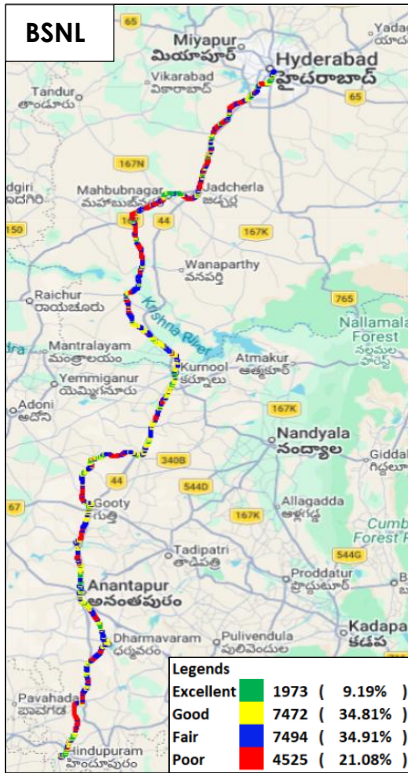 BSNL
65
Miyapur
మియాపూర్
Hyderabad
హైదరాబాద్
Vikarabad
వికారాబాద్
Tandur
తాండూరు
65
167N
Mahbubnagar
Jadcherla
జడ్చర్ల
44
150
167K
Wanaparthy
వనపర్తి
Raichur
రాయచూరు
765
Krishna River
Nallamala
Forest
Mantralayam
మంత్రాలయం
Kurnool
కర్నూలు
Atmakur
ఆత్మకూర్
Yemmiganur
యెమ్మిగనూరు
Adoni
ఆదోని
167K
Nandyala
నంద్యాల
340B
44
544D
67
Gooty
గుత్తి
Allagadda
ఆళ్లగడ్డ
167K
544G
Tadipatri
తాడిపత్రి
Proddatur
ప్రొద్దుటూర్
Anantapur
అనంతపురం
Kadapa
కడప
Dharmavaram
ధర్మవరం
Pulivendula
పులివెందుల
Pavahada
పావగడ
Hindupuram
హిందూపురం
Legends
Excellent 1973 ( 9.19% )
Good 7472 ( 34.81% )
Fair 7494 ( 34.91% )
Poor 4525 ( 21.08% )